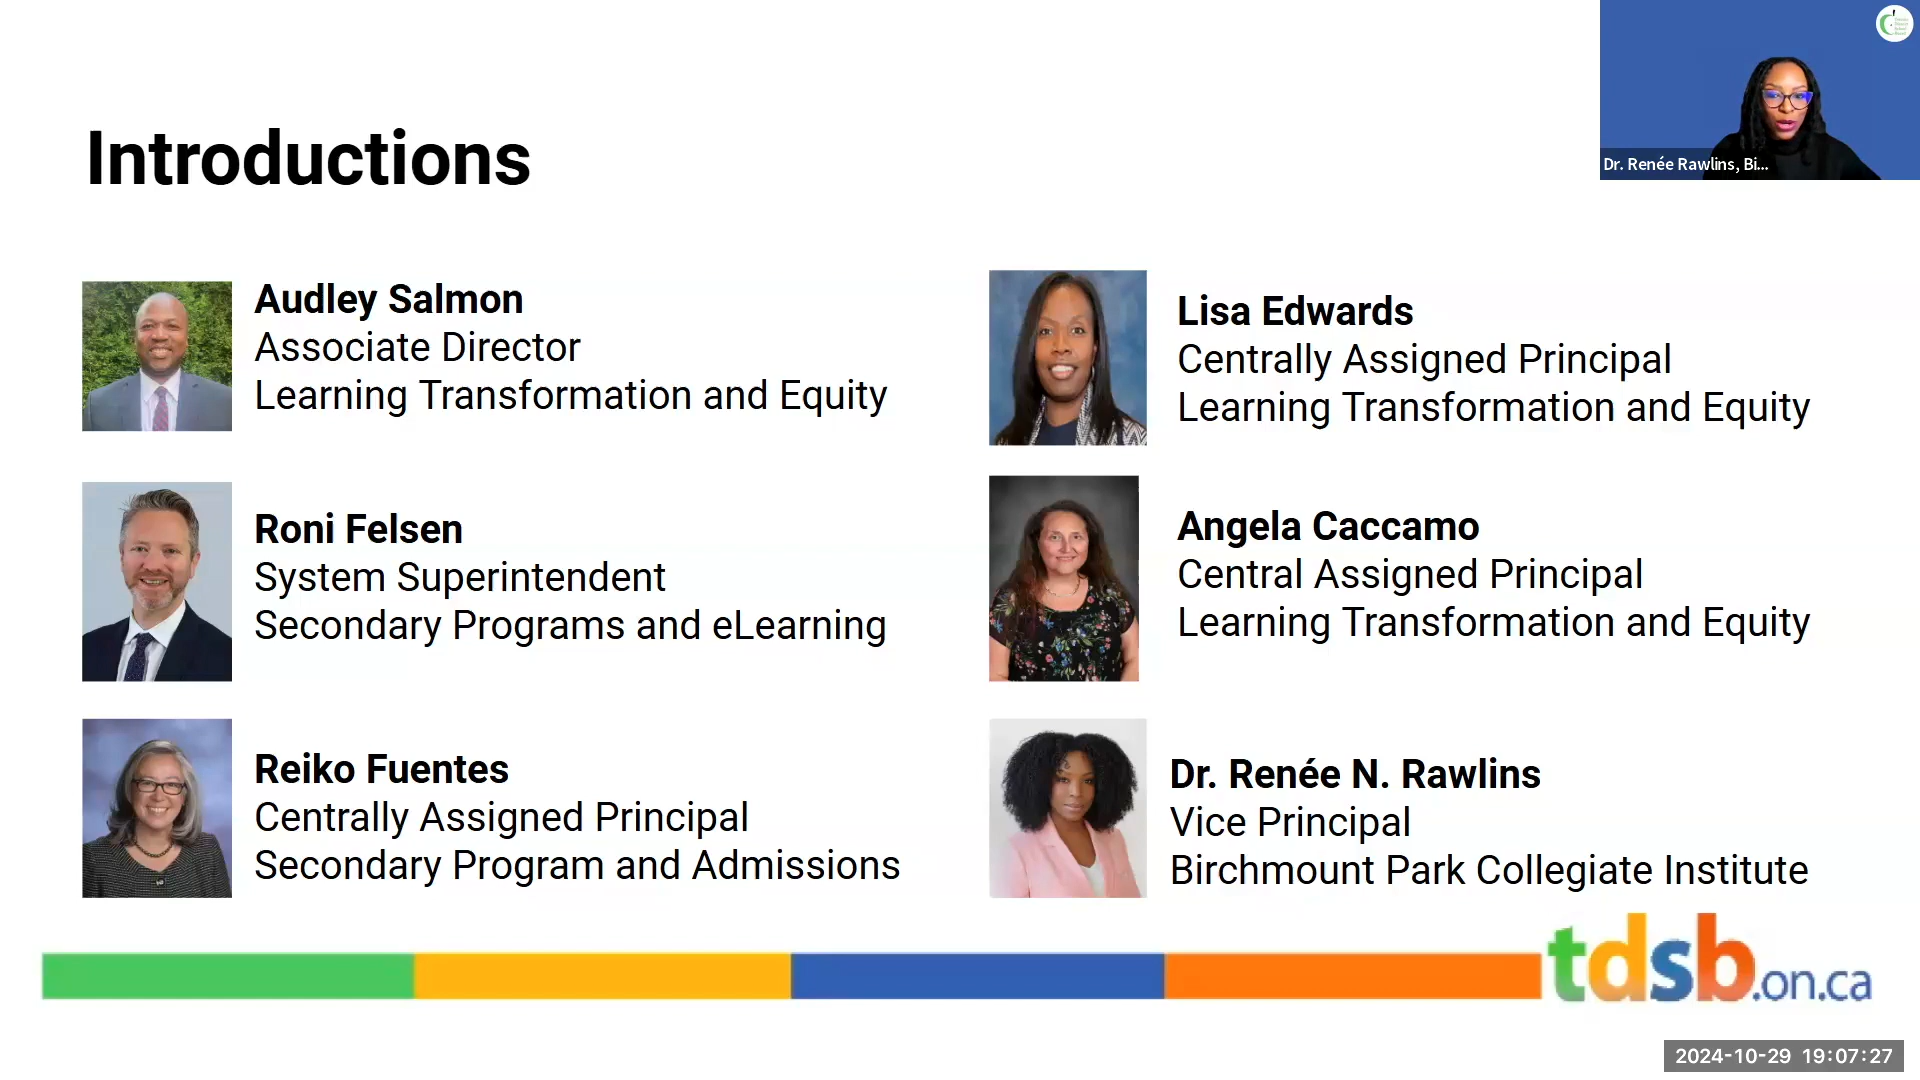 Introductions
Dr. Renée Rawlins, Bi...
Audley Salmon
Associate Director
Learning Transformation and Equity
Roni Felsen
System Superintendent
Secondary Programs and eLearning
Reiko Fuentes
Centrally Assigned Principal
Secondary Program and Admissions
Lisa Edwards
Centrally Assigned Principal
Learning Transformation and Equity
Angela Caccamo
Central Assigned Principal
Learning Transformation and Equity
Dr. Renée N. Rawlins
Vice Principal
Birchmount Park Collegiate Institute
tdsb.on.ca
2024-10-29 19:07:27